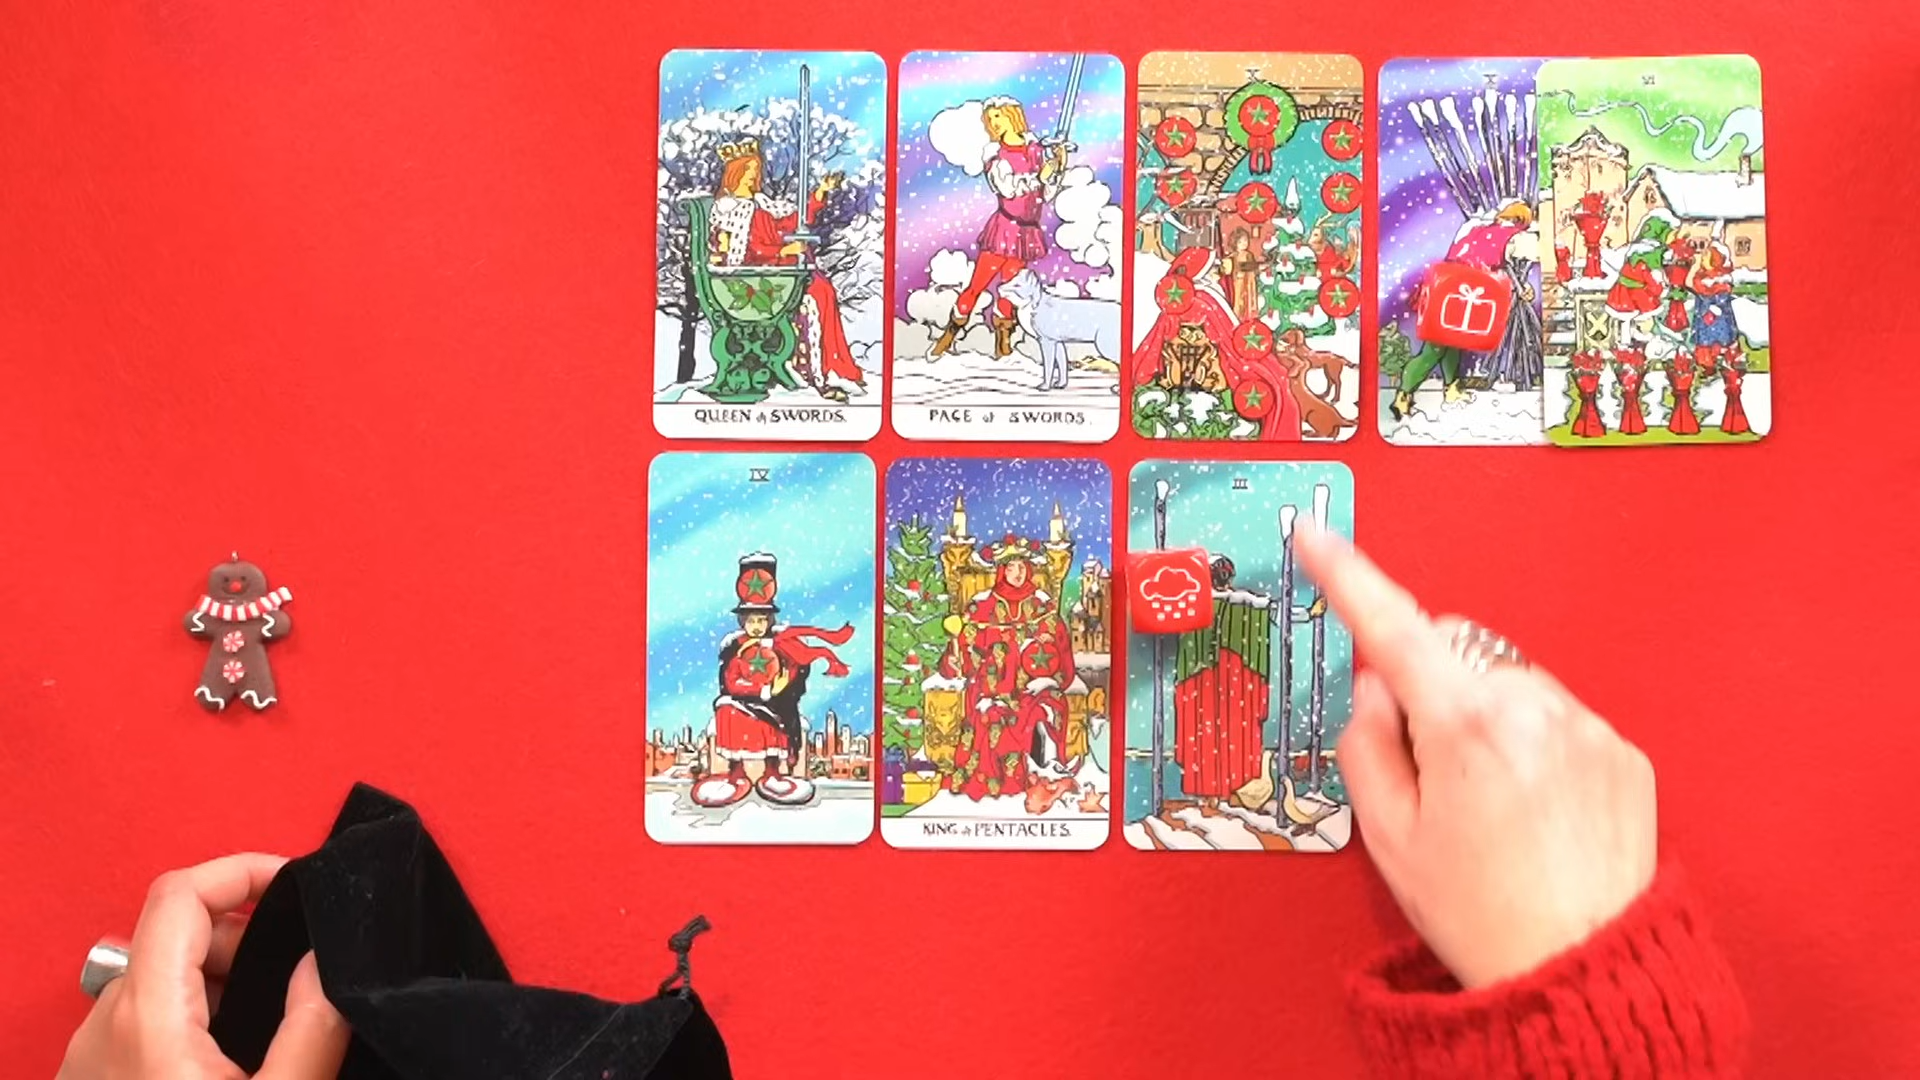 QUEEN of SWORDS.
PAGE of SWORDS.
X
X
VI
IV
KING of PENTACLES.
III